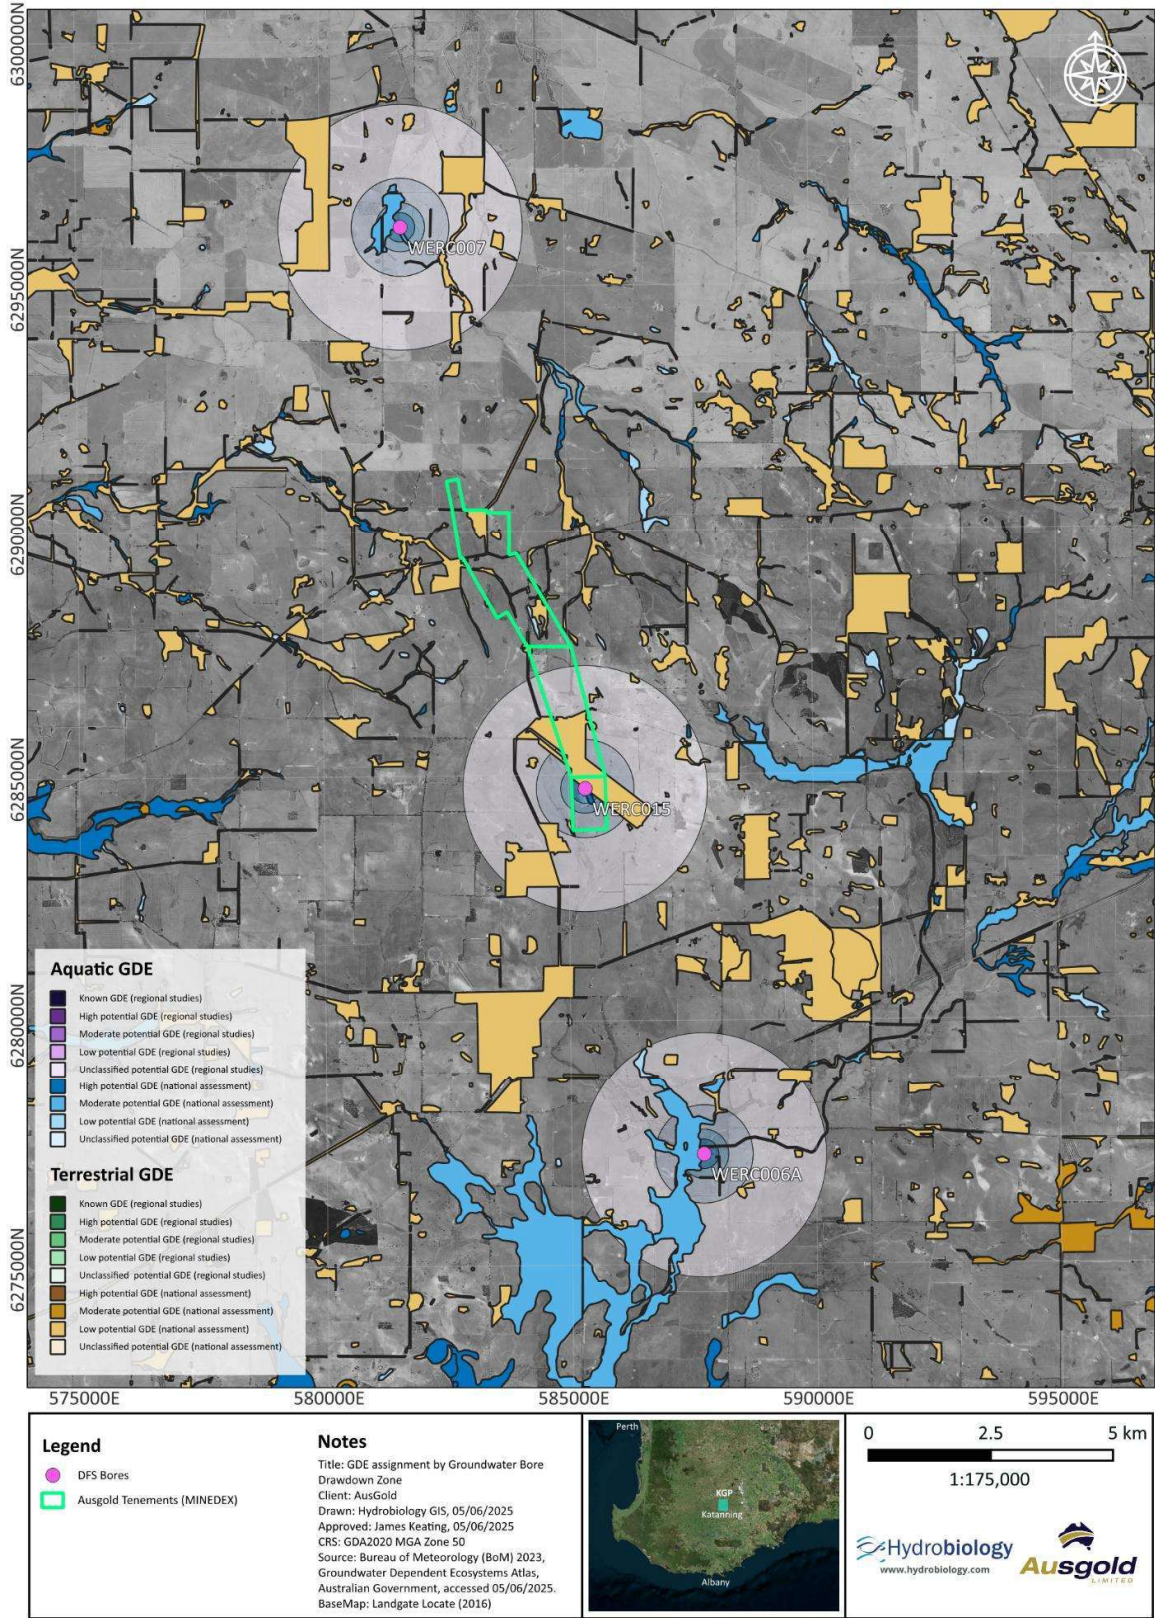 6300000N
6295000N
6290000N
6285000N
6280000N
6275000N
WERC007
WERC015
WERC006A
Aquatic GDE
Known GDE (regional studies)
High potential GDE (regional studies)
Moderate potential GDE (regional studies)
Low potential GDE (regional studies)
Unclassified potential GDE (regional studies)
High potential GDE (national assessment)
Moderate potential GDE (national assessment)
Low potential GDE (national assessment)
Unclassified potential GDE (national assessment)
Terrestrial GDE
Known GDE (regional studies)
High potential GDE (regional studies)
Moderate potential GDE (regional studies)
Low potential GDE (regional studies)
Unclassified potential GDE (regional studies)
High potential GDE (national assessment)
Moderate potential GDE (national assessment)
Low potential GDE (national assessment)
Unclassified potential GDE (national assessment)
575000E 580000E 585000E 590000E 595000E
Legend
DFS Bores
Ausgold Tenements (MINEDEX)
Notes
Title: GDE assignment by Groundwater Bore
Drawdown Zone
Client: AusGold
Drawn: Hydrobiology GIS, 05/06/2025
Approved: James Keating, 05/06/2025
CRS: GDA2020 MGA Zone 50
Source: Bureau of Meteorology (BoM) 2023,
Groundwater Dependent Ecosystems Atlas,
Australian Government, accessed 05/06/2025.
BaseMap: Landgate Locate (2016)
Perth
KGP
Katanning
Albany
0 2.5 5 km
1:175,000
Hydrobiology
www.hydrobiology.com
Ausgold
LIMITED